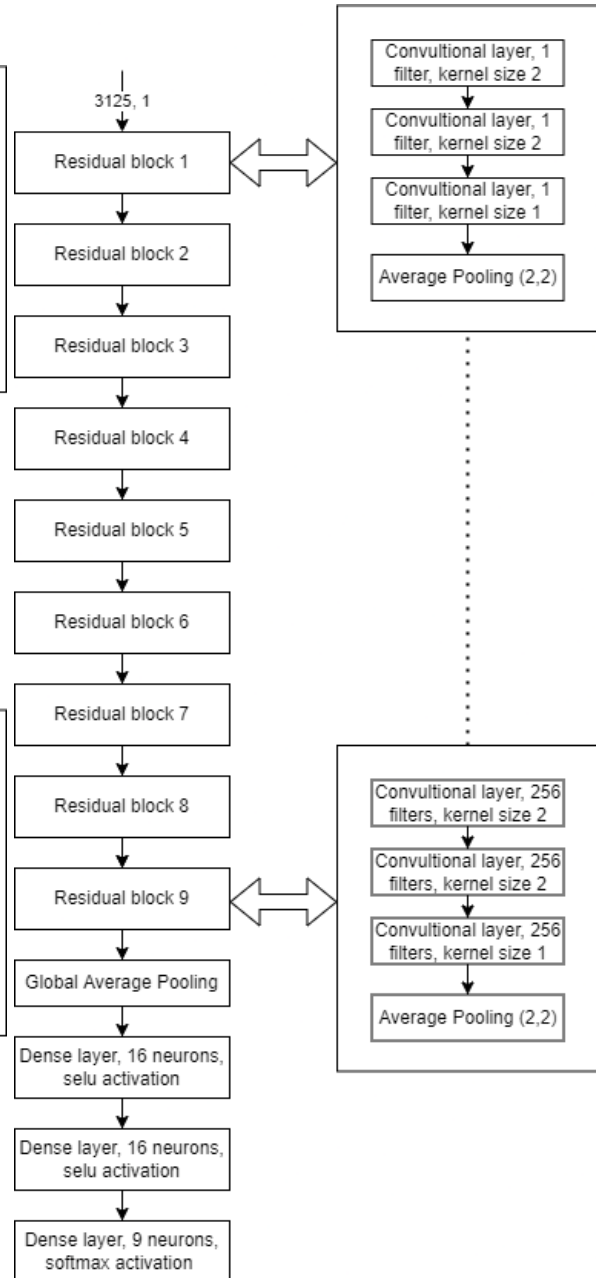 3125, 1
Residual block 1
Residual block 2
Residual block 3
Residual block 4
Residual block 5
Residual block 6
Residual block 7
Residual block 8
Residual block 9
Global Average Pooling
Dense layer, 16 neurons,
selu activation
Dense layer, 16 neurons,
selu activation
Dense layer, 9 neurons,
softmax activation
Convultional layer, 1
filter, kernel size 2
Convultional layer, 1
filter, kernel size 2
Convultional layer, 1
filter, kernel size 1
Average Pooling (2,2)
Convultional layer, 256
filters, kernel size 2
Convultional layer, 256
filters, kernel size 2
Convultional layer, 256
filters, kernel size 1
Average Pooling (2,2)